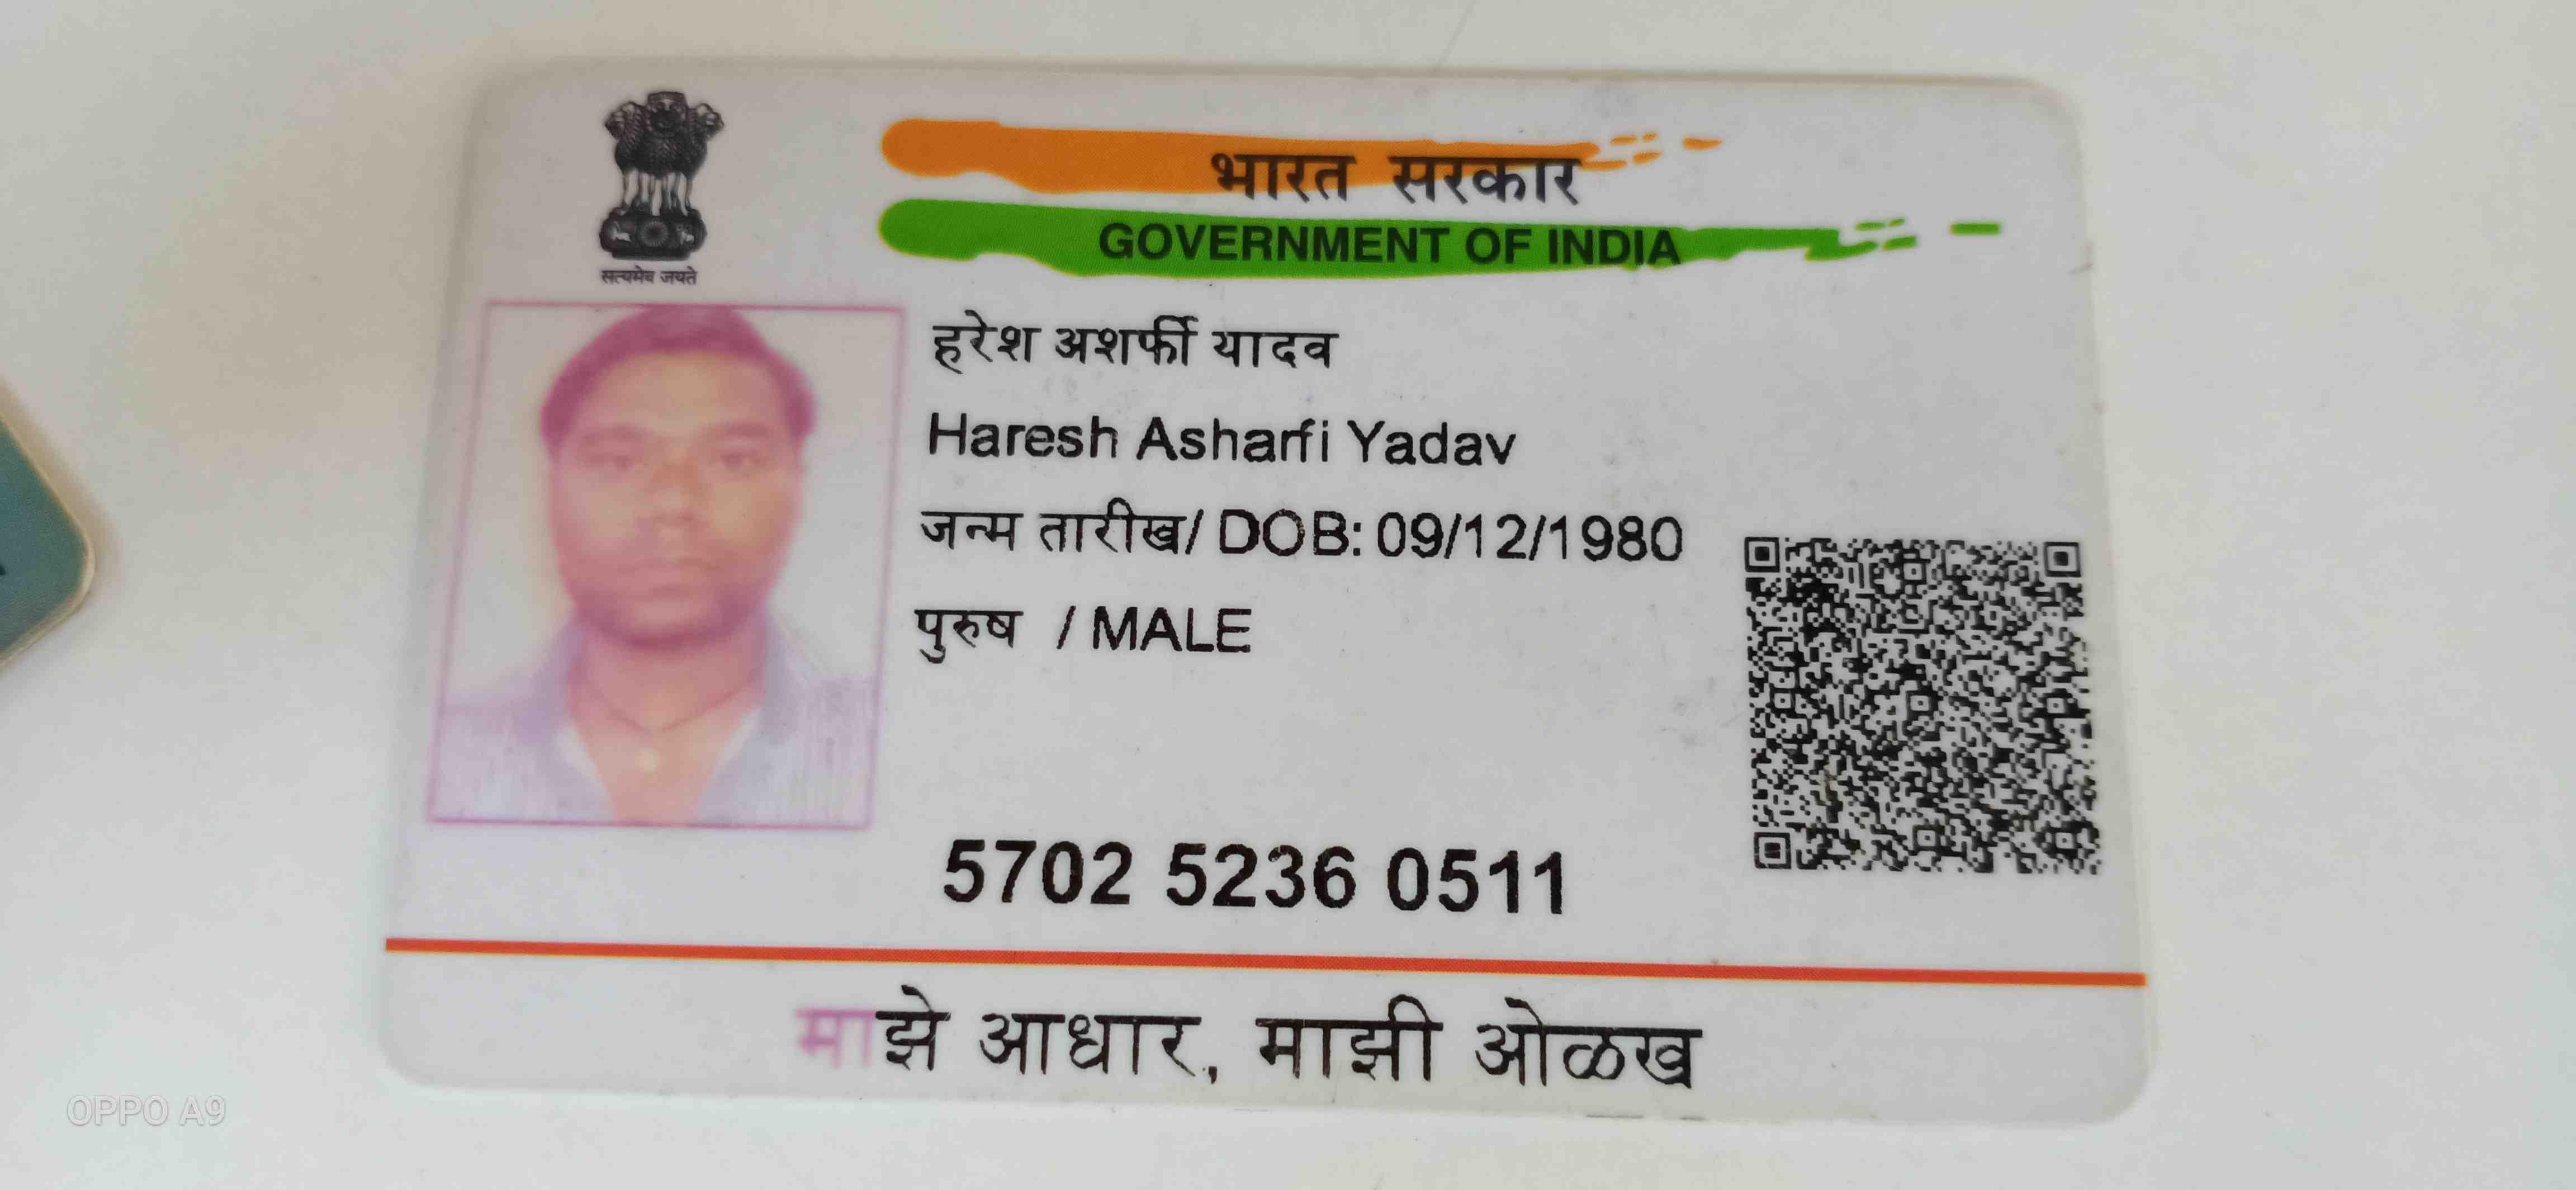 भारत सरकार
GOVERNMENT OF INDIA
सत्यमेव जयते
हरेश अशर्फी यादव
Haresh Asharfi Yadav
जन्म तारीख/ DOB: 09/12/1980
पुरुष / MALE
5702 5236 0511
माझे आधार, माझी ओळख
OPPO A9